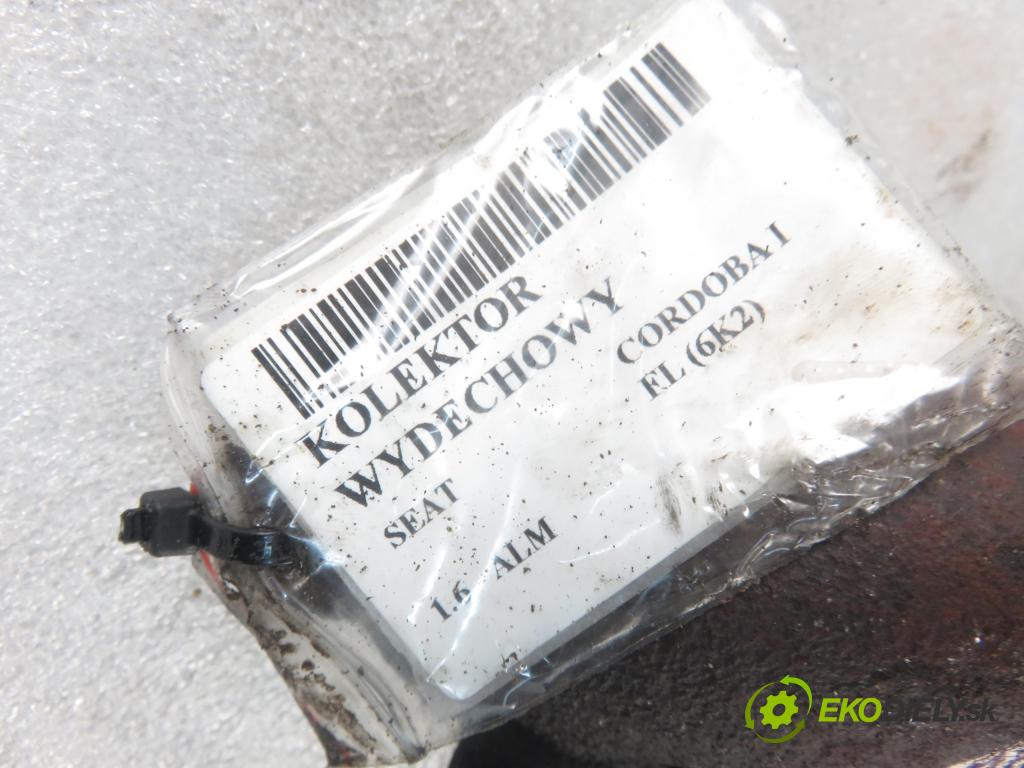 KOLEKTOR
WYDECHOWY
SEAT CORDOBA I
FL (6K2)
1.6 ALM
EKODIELY.sk